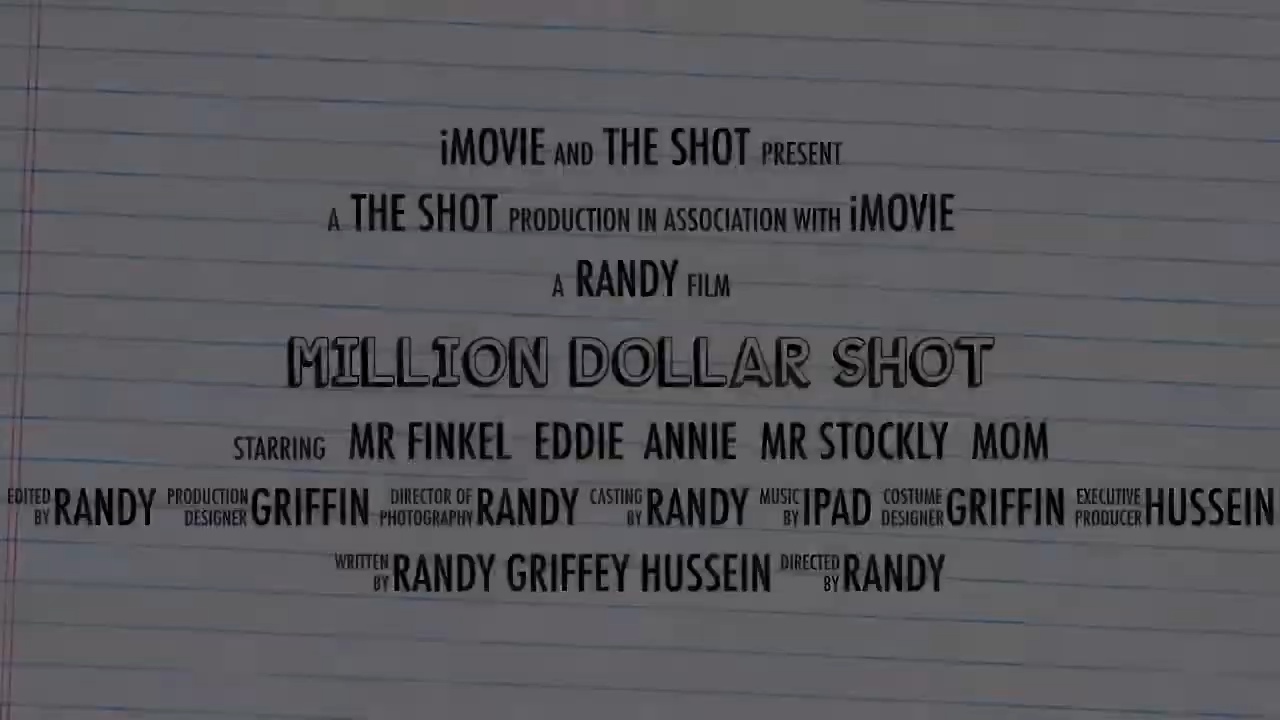 iMOVIE AND THE SHOT PRESENT
A THE SHOT PRODUCTION IN ASSOCIATION WITH iMOVIE
A RANDY FILM
MILLION DOLLAR SHOT
STARRING MR FINKEL EDDIE ANNIE MR STOCKLY MOM
EDITED BY RANDY PRODUCTION DESIGNER GRIFFIN DIRECTOR OF PHOTOGRAPHY RANDY CASTING BY RANDY MUSIC BY IPAD COSTUME DESIGNER GRIFFIN EXECUTIVE PRODUCER HUSSEIN
WRITTEN BY RANDY GRIFFEY HUSSEIN DIRECTED BY RANDY